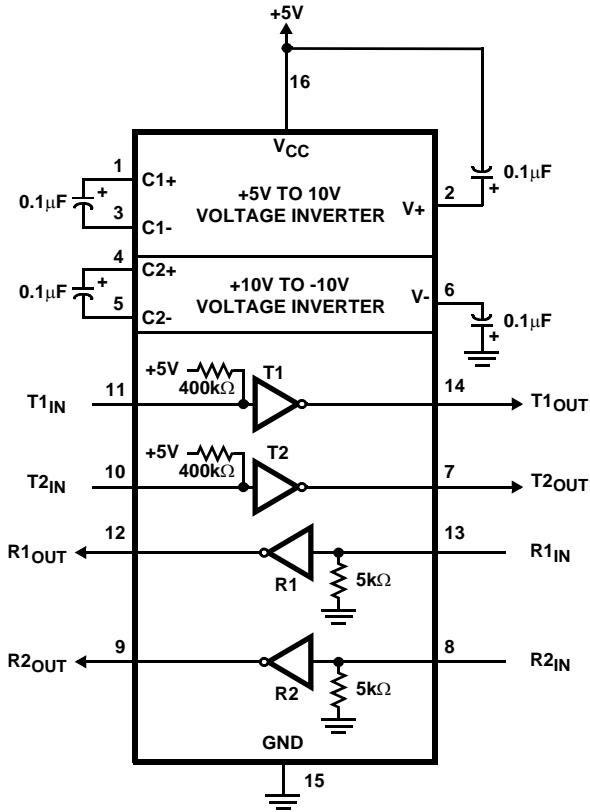 +5V
16
VCC
1
C1+
0.1μF
+
3
C1-
+5V TO 10V
VOLTAGE INVERTER
V+
2
0.1μF
+
4
C2+
0.1μF
+
5
C2-
+10V TO -10V
VOLTAGE INVERTER
V-
6
0.1μF
+
T1IN
11
+5V
400kΩ
T1
14
T1OUT
T2IN
10
+5V
400kΩ
T2
7
T2OUT
R1OUT
12
R1
5kΩ
13
R1IN
R2OUT
9
R2
5kΩ
8
R2IN
GND
15